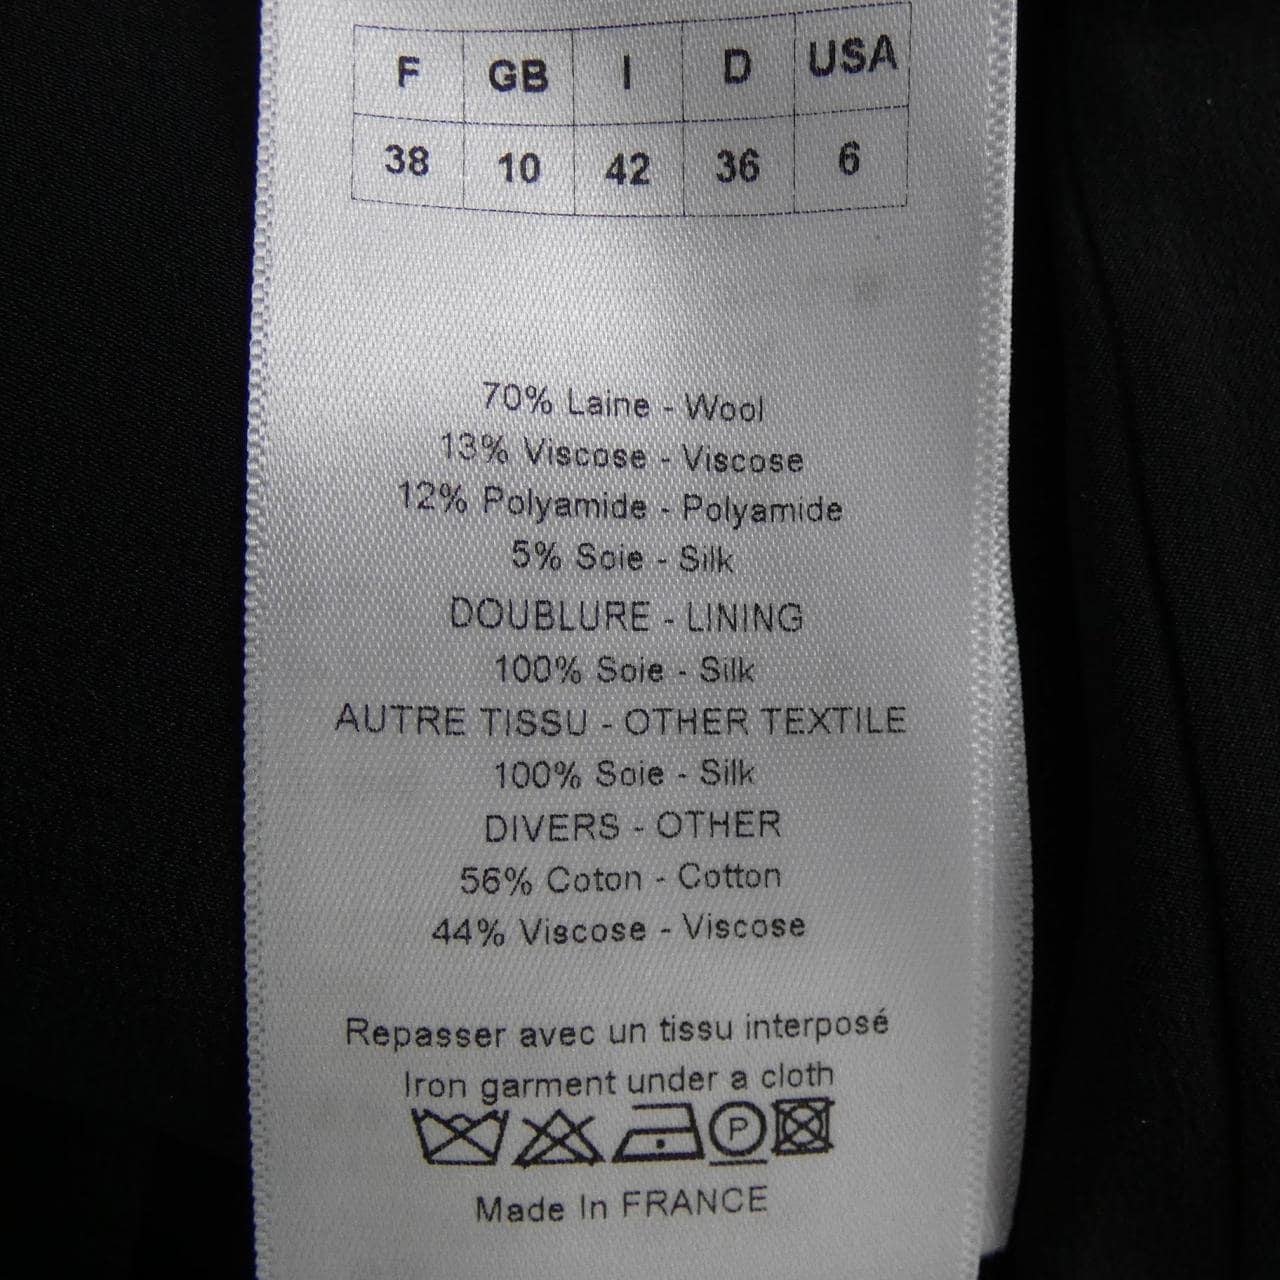 F GB I D USA
38 10 42 36 6
70% Laine - Wool
13% Viscose - Viscose
12% Polyamide - Polyamide
5% Soie - Silk
DOUBLURE - LINING
100% Soie - Silk
AUTRE TISSU - OTHER TEXTILE
100% Soie - Silk
DIVERS - OTHER
56% Coton - Cotton
44% Viscose - Viscose
Repasser avec un tissu interposé
Iron garment under a cloth
P
Made In FRANCE